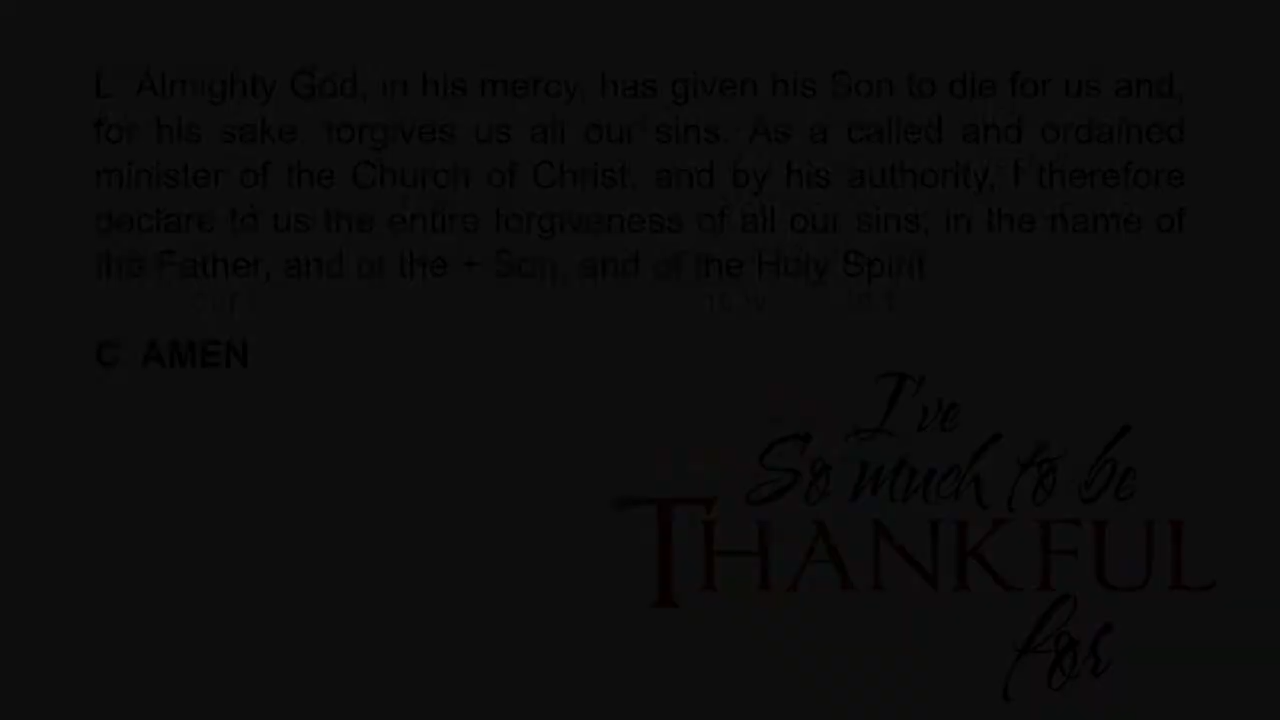 L Almighty God, in his mercy, has given his Son to die for us and,
for his sake, forgives us all our sins. As a called and ordained
minister of the Church of Christ, and by his authority, I therefore
declare to us the entire forgiveness of all our sins; in the name of
the Father, and of the + Son, and of the Holy Spirit
C AMEN
I've
So much to be
THANKFUL
for